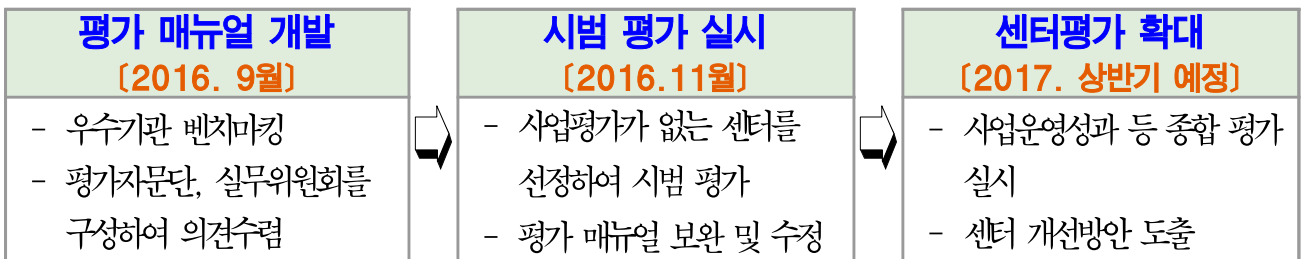 평가 매뉴얼 개발
〔2016. 9월〕
- 우수기관 벤치마킹
- 평가자문단, 실무위원회를
구성하여 의견수렴
시범 평가 실시
〔2016.11월〕
- 사업평가가 없는 센터를
선정하여 시범 평가
- 평가 매뉴얼 보완 및 수정
센터평가 확대
〔2017. 상반기 예정〕
- 사업운영성과 등 종합 평가
실시
- 센터 개선방안 도출